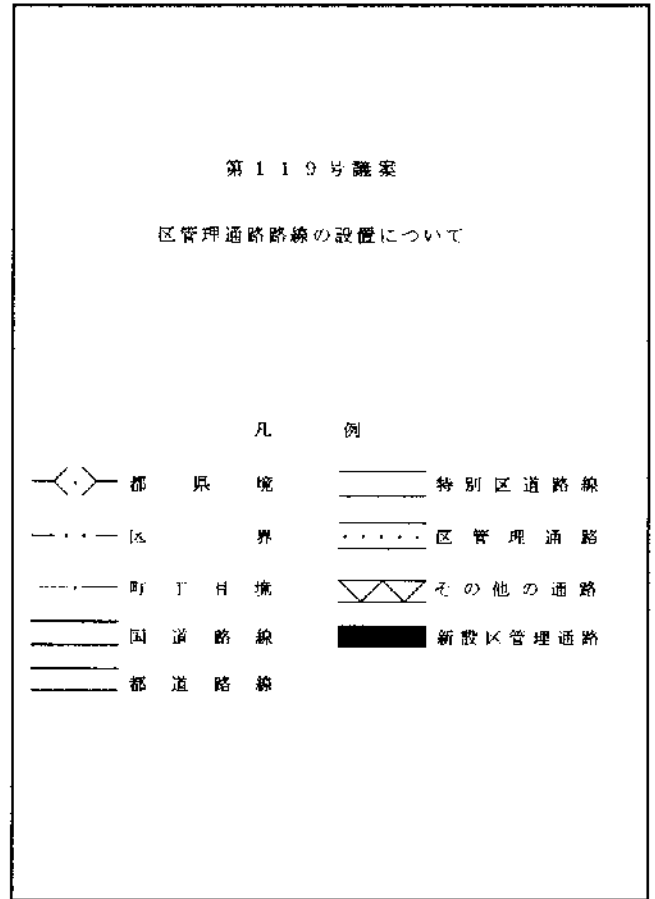 第119号議案
区管理通路路線の設置について
凡例
都県境
区界
町丁目境
国道路線
都道路線
特別区道路線
区管理通路
その他の通路
新設区管理通路